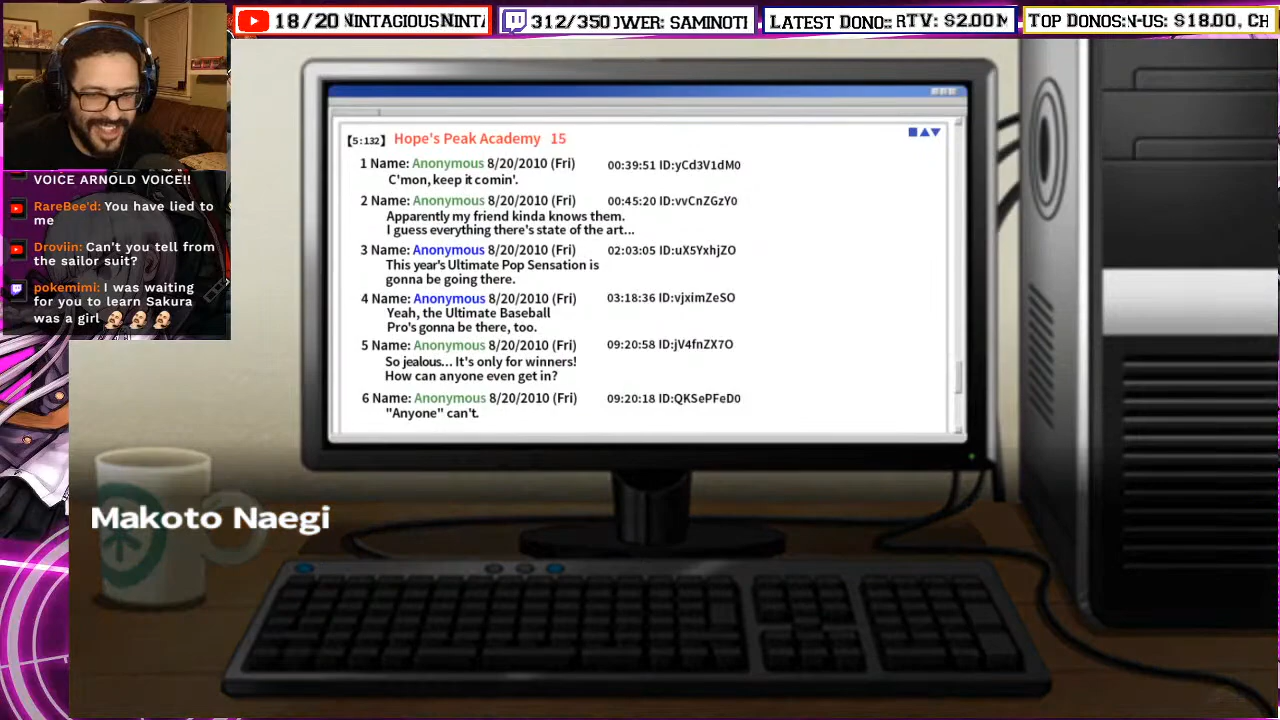 18/20 NINTAGIOUSNINTA
312/350 OWER: SAMINOTI
LATEST DONO:: RTV: $2.00 M
TOP DONOS: N-US: $18.00, CH
VOICE ARNOLD VOICE!!
RareBee'd: You have lied to
me
Droviin: Can't you tell from
the sailor suit?
pokemimi: I was waiting
for you to learn Sakura
was a girl
【5:132】 Hope's Peak Academy 15
1 Name: Anonymous 8/20/2010 (Fri) 00:39:51 ID:yCd3V1dM0
C'mon, keep it comin'.
2 Name: Anonymous 8/20/2010 (Fri) 00:45:20 ID:vvCnZGzY0
Apparently my friend kinda knows them.
I guess everything there's state of the art...
3 Name: Anonymous 8/20/2010 (Fri) 02:03:05 ID:uX5YxhjZO
This year's Ultimate Pop Sensation is
gonna be going there.
4 Name: Anonymous 8/20/2010 (Fri) 03:18:36 ID:vjximZeSO
Yeah, the Ultimate Baseball
Pro's gonna be there, too.
5 Name: Anonymous 8/20/2010 (Fri) 09:20:58 ID:jV4fnZX7O
So jealous... It's only for winners!
How can anyone even get in?
6 Name: Anonymous 8/20/2010 (Fri) 09:20:18 ID:QKSePFeD0
"Anyone" can't.
Makoto Naegi